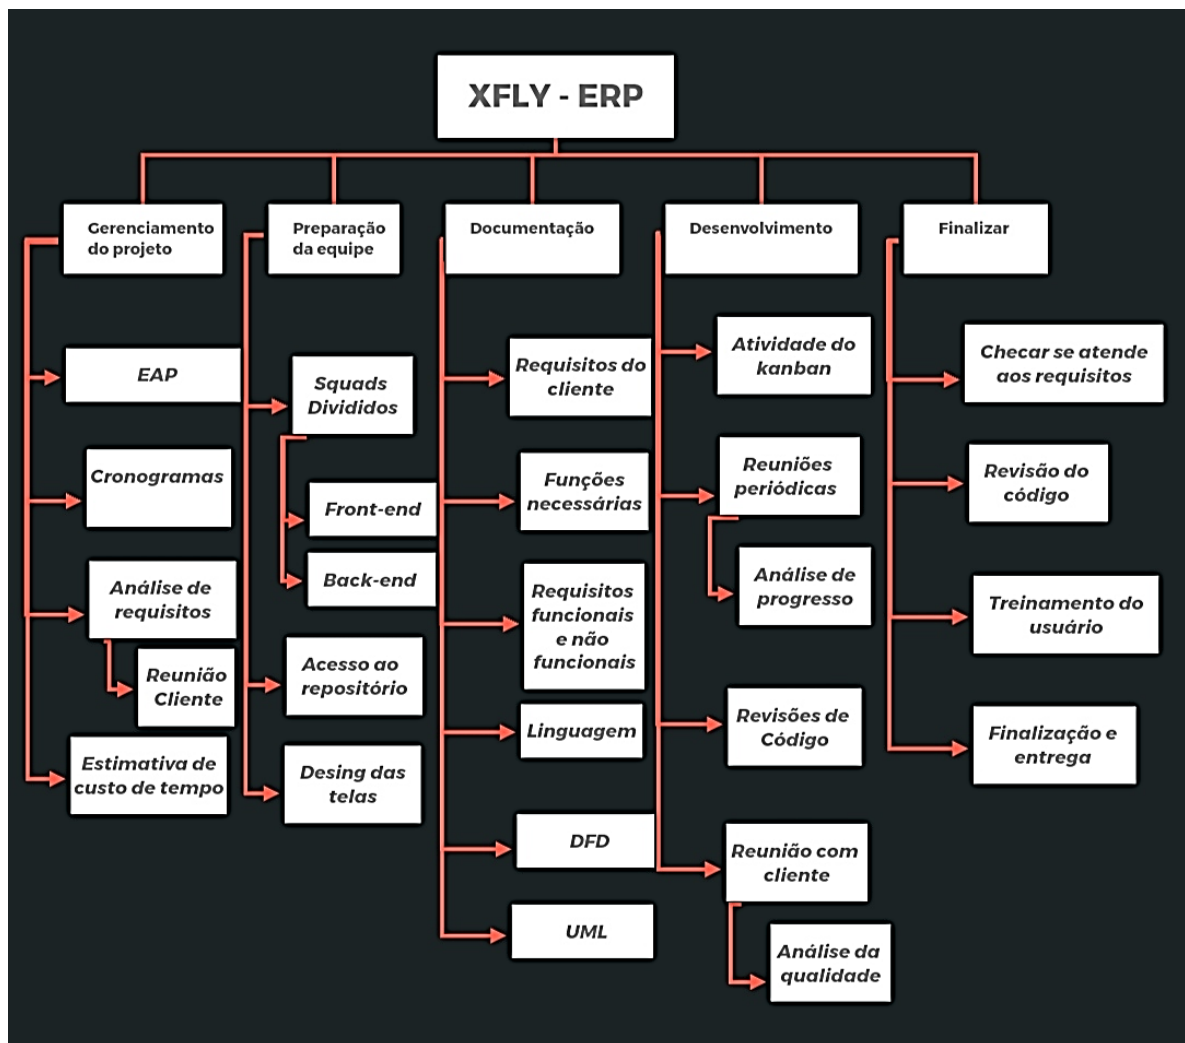 XFLY - ERP
Gerenciamento
do projeto
EAP
Cronogramas
Análise de
requisitos
Reunião
Cliente
Estimativa de
custo de tempo
Preparação
da equipe
Squads
Divididos
Front-end
Back-end
Acesso ao
repositório
Desing das
telas
Documentação
Requisitos do
cliente
Funções
necessárias
Requisitos
funcionais
e não
funcionais
Linguagem
DFD
UML
Desenvolvimento
Atividade do
kanban
Reuniões
periódicas
Análise de
progresso
Revisões de
Código
Reunião com
cliente
Análise da
qualidade
Finalizar
Checar se atende
aos requisitos
Revisão do
código
Treinamento do
usuário
Finalização e
entrega